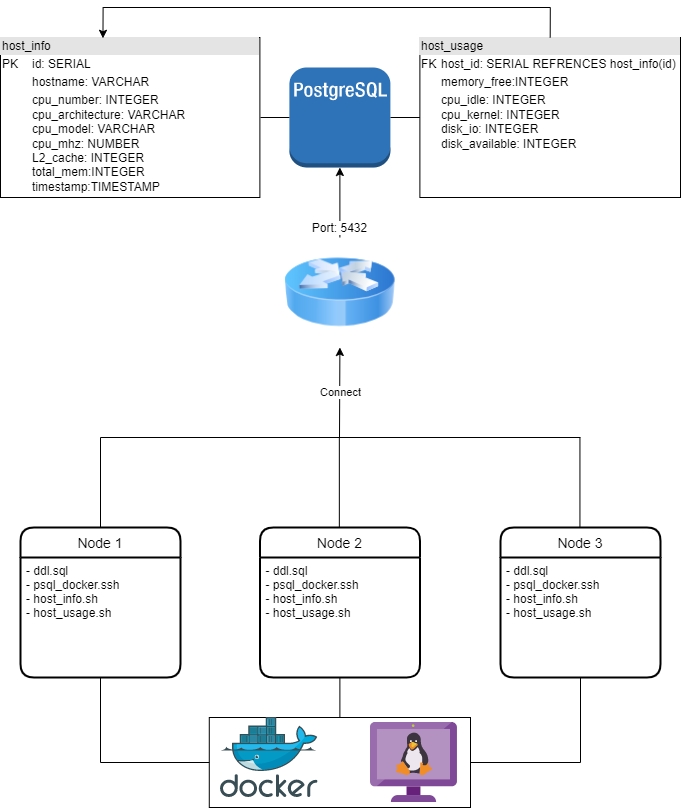 host_info
PK id: SERIAL
hostname: VARCHAR
cpu_number: INTEGER
cpu_architecture: VARCHAR
cpu_model: VARCHAR
cpu_mhz: NUMBER
L2_cache: INTEGER
total_mem:INTEGER
timestamp:TIMESTAMP
PostgreSQL
host_usage
FK host_id: SERIAL REFRENCES host_info(id)
memory_free:INTEGER
cpu_idle: INTEGER
cpu_kernel: INTEGER
disk_io: INTEGER
disk_available: INTEGER
Port: 5432
Connect
Node 1
- ddl.sql
- psql_docker.ssh
- host_info.sh
- host_usage.sh
Node 2
- ddl.sql
- psql_docker.ssh
- host_info.sh
- host_usage.sh
Node 3
- ddl.sql
- psql_docker.ssh
- host_info.sh
- host_usage.sh
docker